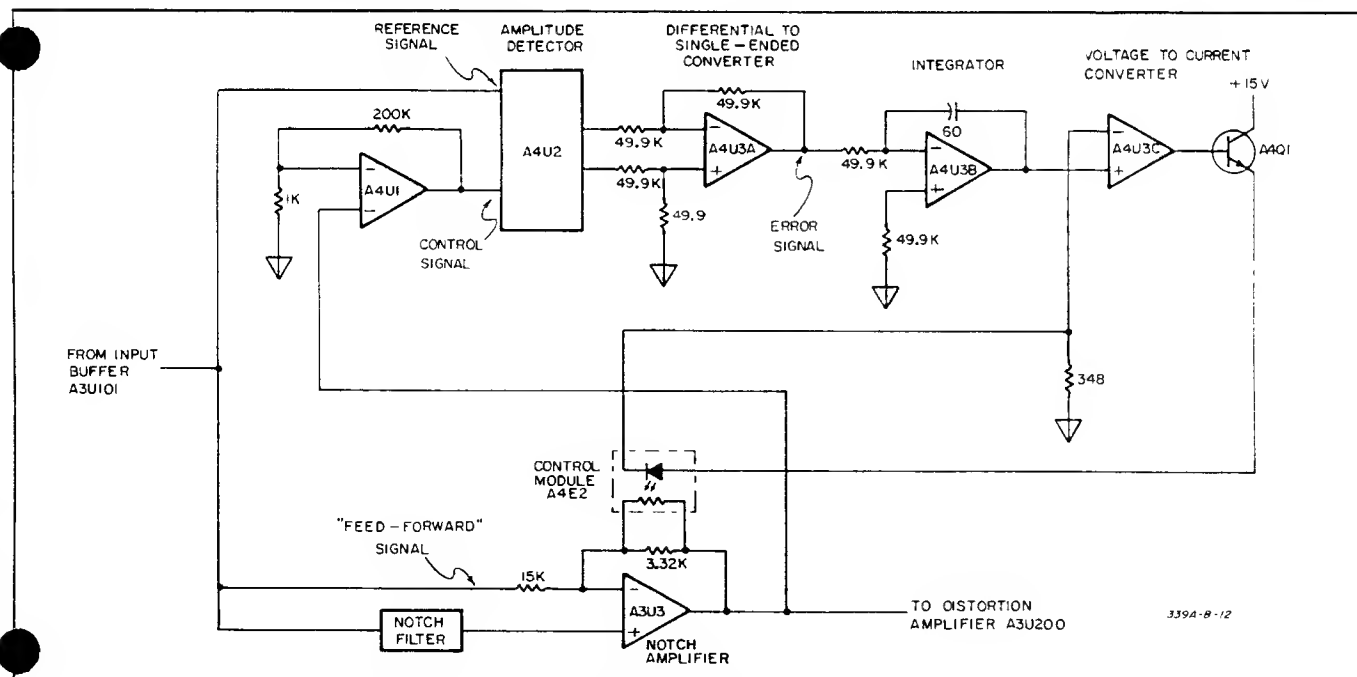 REFERENCE
SIGNAL
AMPLITUDE
DETECTOR
DIFFERENTIAL TO
SINGLE-ENDED
CONVERTER
INTEGRATOR
VOLTAGE TO CURRENT
CONVERTER
+15V
200K
49.9K
60
A4U2
49.9K
A4U3A
49.9K
A4U3B
A4U3C
A4Q1
A4U1
49.9K
1K
49.9
ERROR
SIGNAL
49.9K
CONTROL
SIGNAL
FROM INPUT
BUFFER
A3U101
348
CONTROL
MODULE
A4E2
"FEED-FORWARD"
SIGNAL
3.32K
15K
A3U3
NOTCH
FILTER
NOTCH
AMPLIFIER
TO DISTORTION
AMPLIFIER A3U200
339A-8-12
-
+
-
+
-
+
-
-
-
+